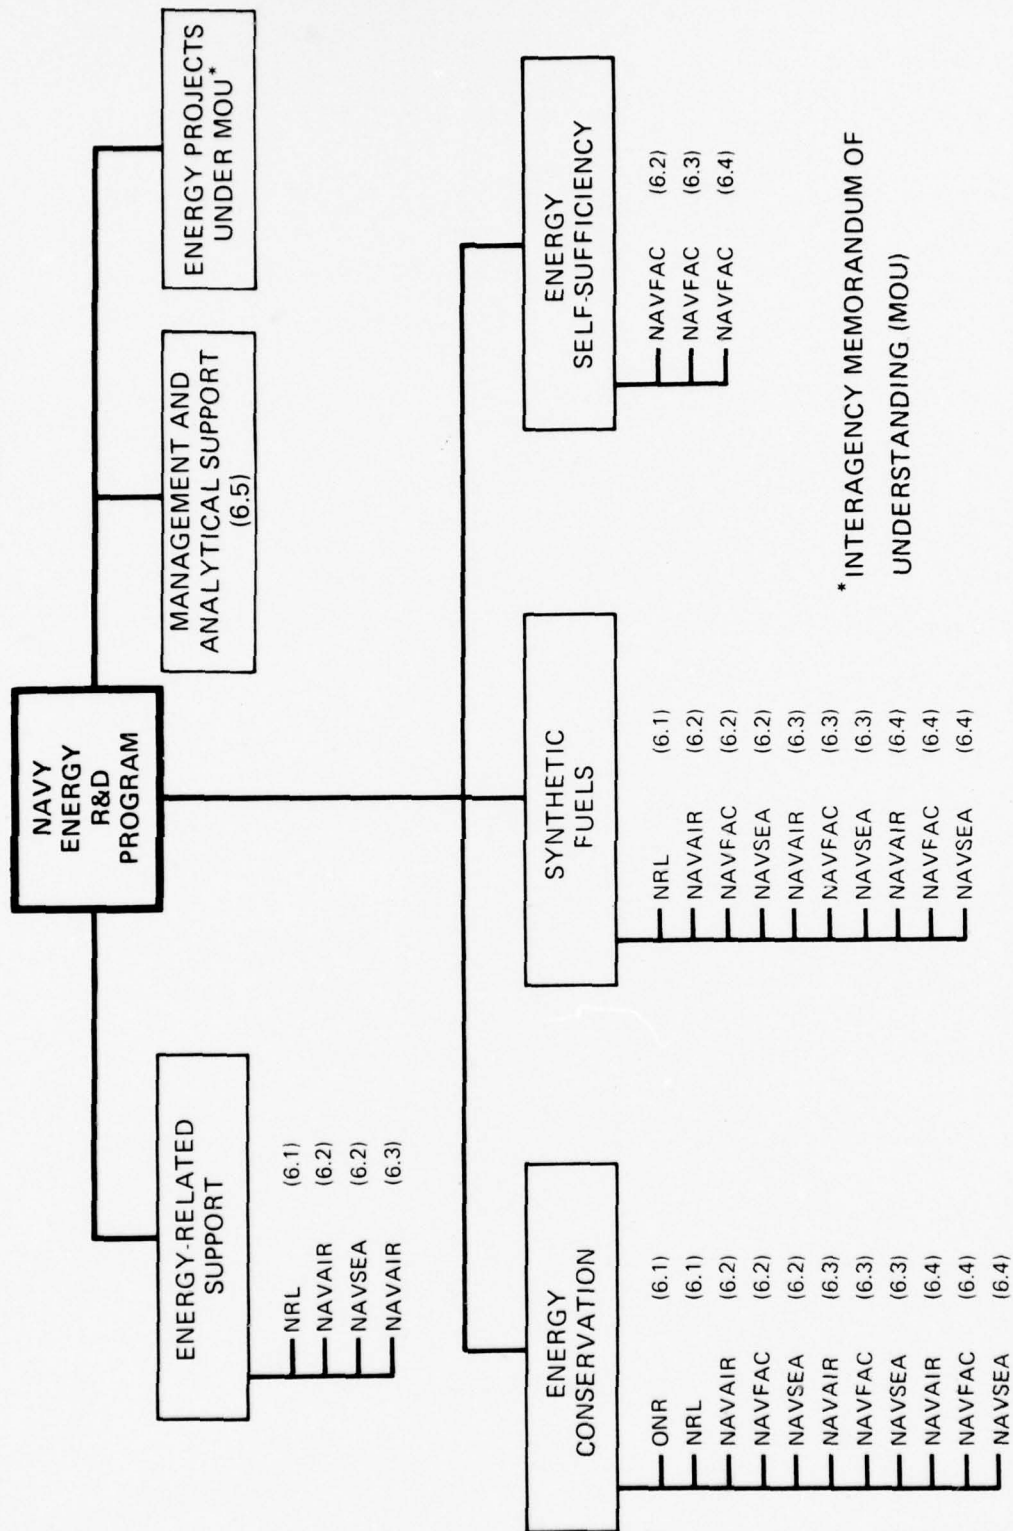 NAVY
ENERGY
R&D
PROGRAM
ENERGY-RELATED
SUPPORT
NRL (6.1)
NAVAIR (6.2)
NAVSEA (6.2)
NAVAIR (6.3)
MANAGEMENT AND
ANALYTICAL SUPPORT
(6.5)
ENERGY PROJECTS
UNDER MOU*
ENERGY
CONSERVATION
ONR (6.1)
NRL (6.1)
NAVAIR (6.2)
NAVFAC (6.2)
NAVSEA (6.2)
NAVAIR (6.3)
NAVFAC (6.3)
NAVSEA (6.3)
NAVAIR (6.4)
NAVFAC (6.4)
NAVSEA (6.4)
SYNTHETIC
FUELS
NRL (6.1)
NAVAIR (6.2)
NAVFAC (6.2)
NAVSEA (6.2)
NAVAIR (6.3)
NAVFAC (6.3)
NAVSEA (6.3)
NAVAIR (6.4)
NAVFAC (6.4)
NAVSEA (6.4)
ENERGY
SELF-SUFFICIENCY
NAVFAC (6.2)
NAVFAC (6.3)
NAVFAC (6.4)
*INTERAGENCY MEMORANDUM OF
UNDERSTANDING (MOU)